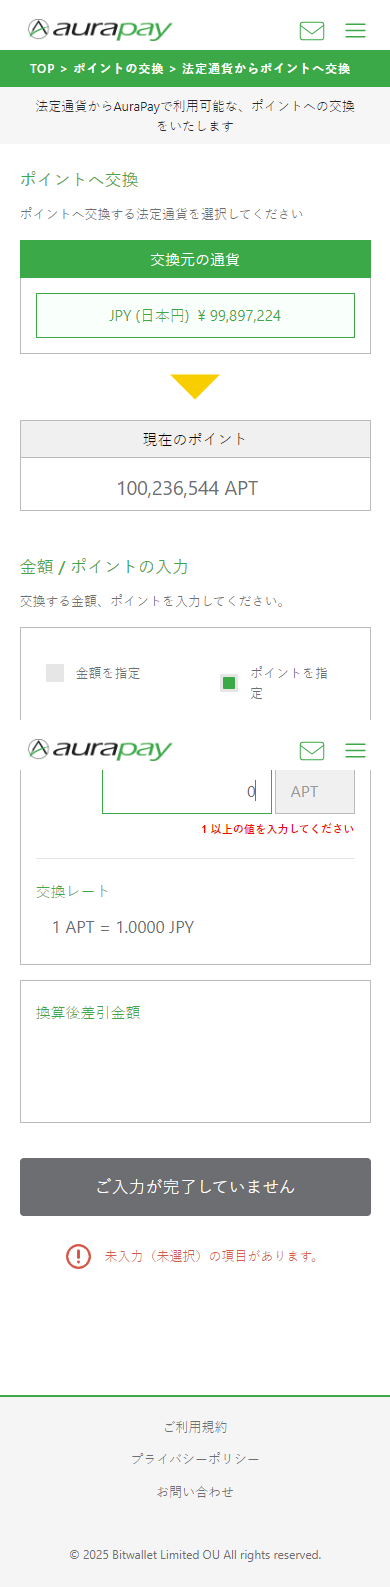 aurapay
TOP > ポイントの交換 > 法定通貨からポイントへ交換
法定通貨からAuraPayで利用可能な、ポイントへの交換
をいたします
ポイントへ交換
ポイントへ交換する法定通貨を選択してください
交換元の通貨
JPY (日本円) ¥ 99,897,224
現在のポイント
100,236,544 APT
金額 / ポイントの入力
交換する金額、ポイントを入力してください。
金額を指定
ポイントを指
定
aurapay
0
APT
1 以上の値を入力してください
交換レート
1 APT = 1.0000 JPY
換算後差引金額
ご入力が完了していません
未入力（未選択）の項目があります。
ご利用規約
プライバシーポリシー
お問い合わせ
© 2025 Bitwallet Limited OU All rights reserved.